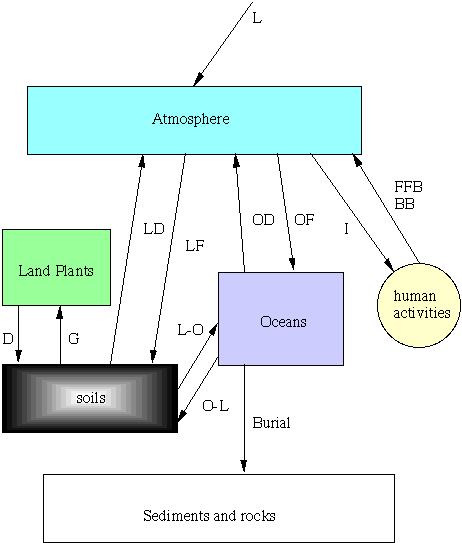 L
Atmosphere
FFB
BB
LD
LF
OD
OF
I
Land Plants
human
activities
Oceans
D
G
L-O
soils
O-L
Burial
Sediments and rocks